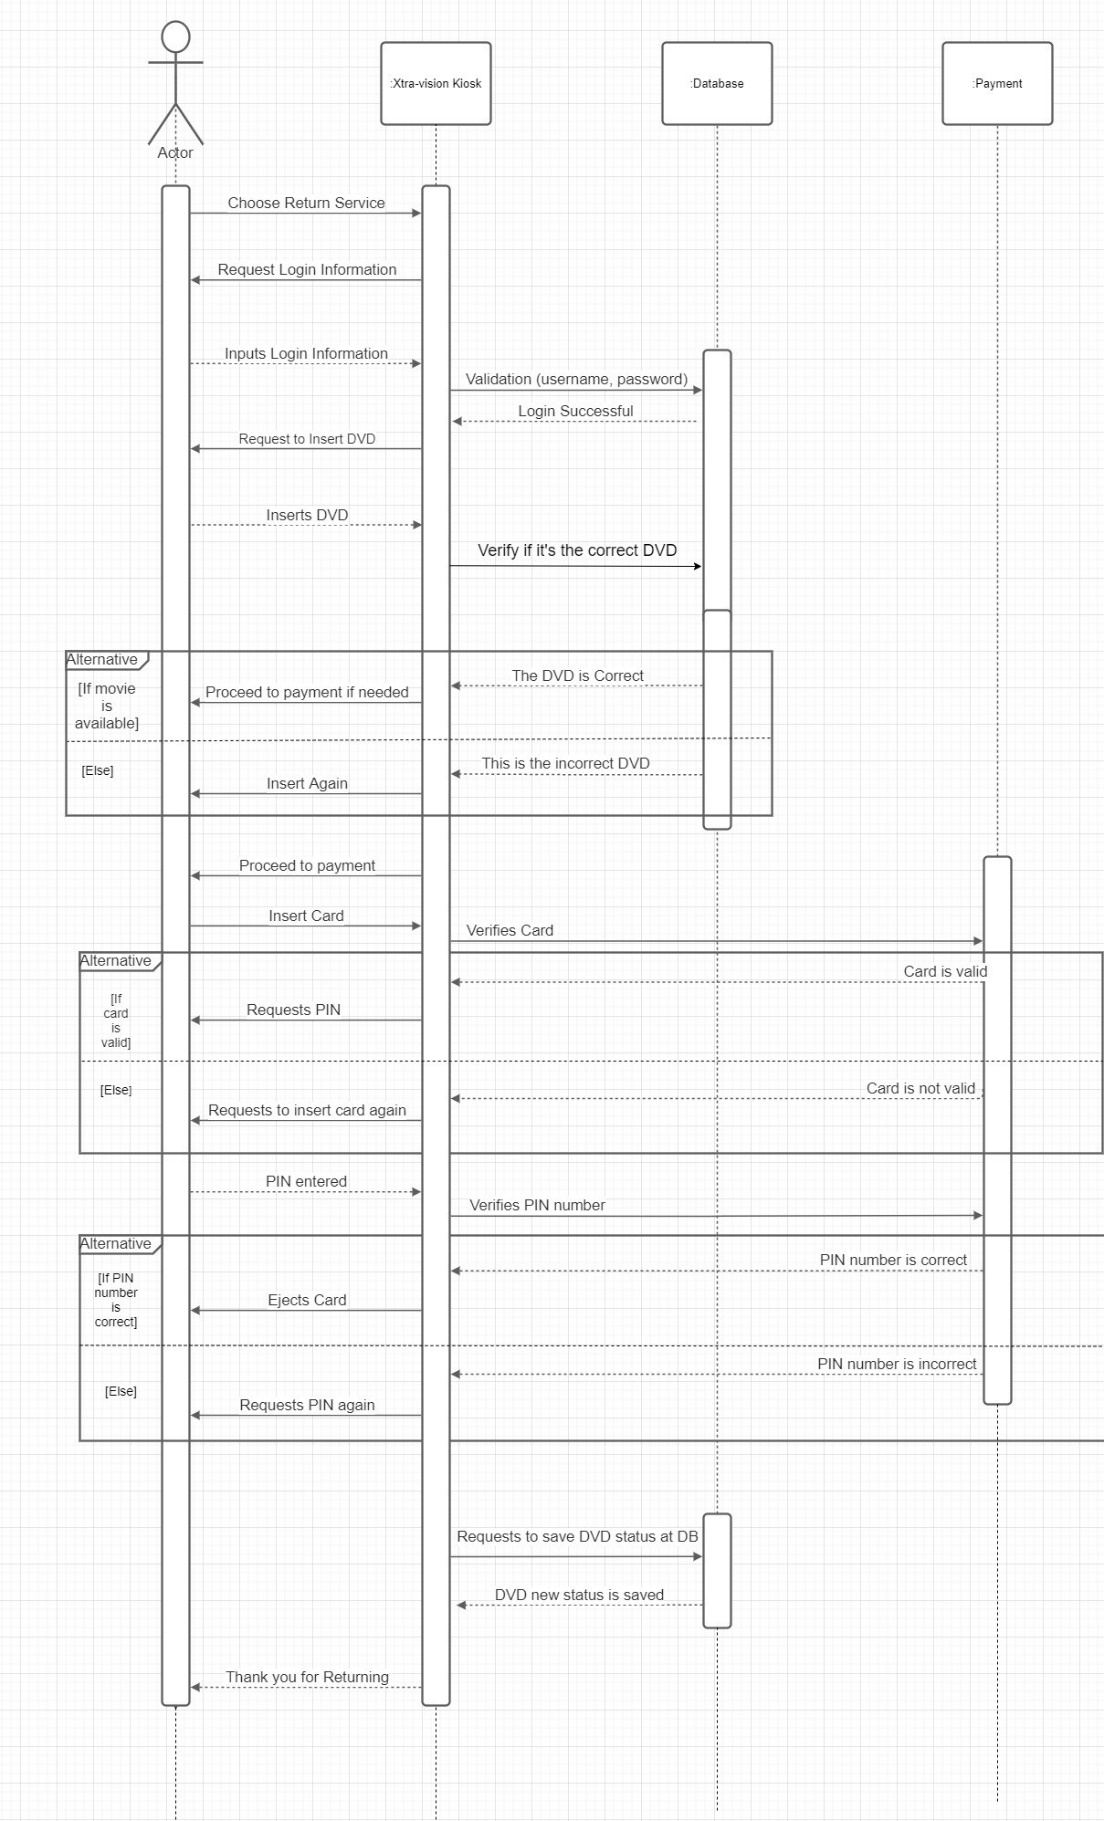 :Xtra-vision Kiosk
:Database
:Payment
Actor
Choose Return Service
Request Login Information
Inputs Login Information
Validation (username, password)
Login Successful
Request to Insert DVD
Inserts DVD
Verify if it's the correct DVD
Alternative
[If movie
is
available]
The DVD is Correct
Proceed to payment if needed
[Else]
This is the incorrect DVD
Insert Again
Proceed to payment
Insert Card
Verifies Card
Alternative
Card is valid
[If
card
is
valid]
Requests PIN
[Else]
Card is not valid
Requests to insert card again
PIN entered
Verifies PIN number
Alternative
PIN number is correct
[If PIN
number
is
correct]
Ejects Card
PIN number is incorrect
[Else]
Requests PIN again
Requests to save DVD status at DB
DVD new status is saved
Thank you for Returning